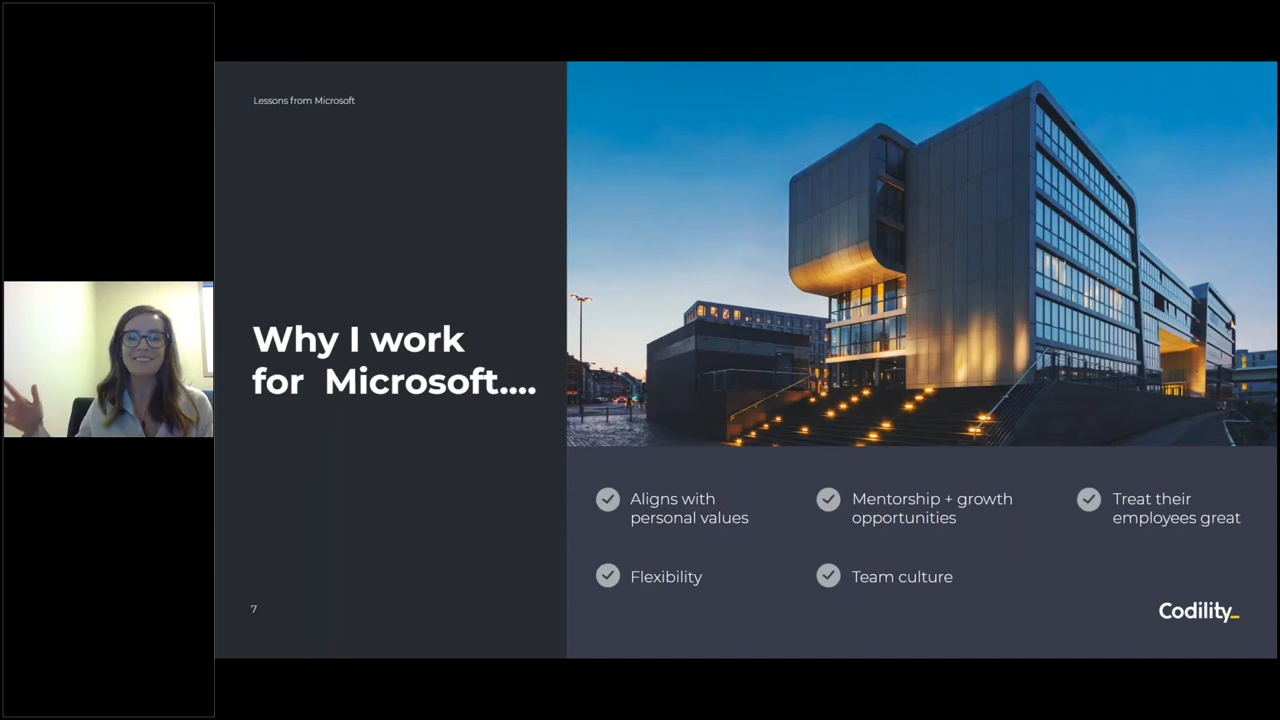 Lessons from Microsoft
Why I work
for  Microsoft....
Aligns with
personal values
Mentorship + growth
opportunities
Treat their
employees great
Flexibility
Team culture
7
Codility_